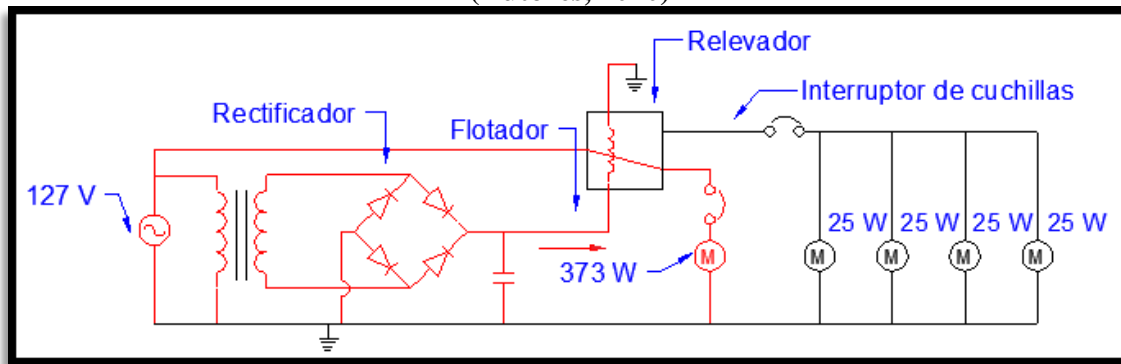 Relevador
Interruptor de cuchillas
Rectificador
Flotador
127 V
25 W 25 W 25 W 25 W
M M M M
373 W
M